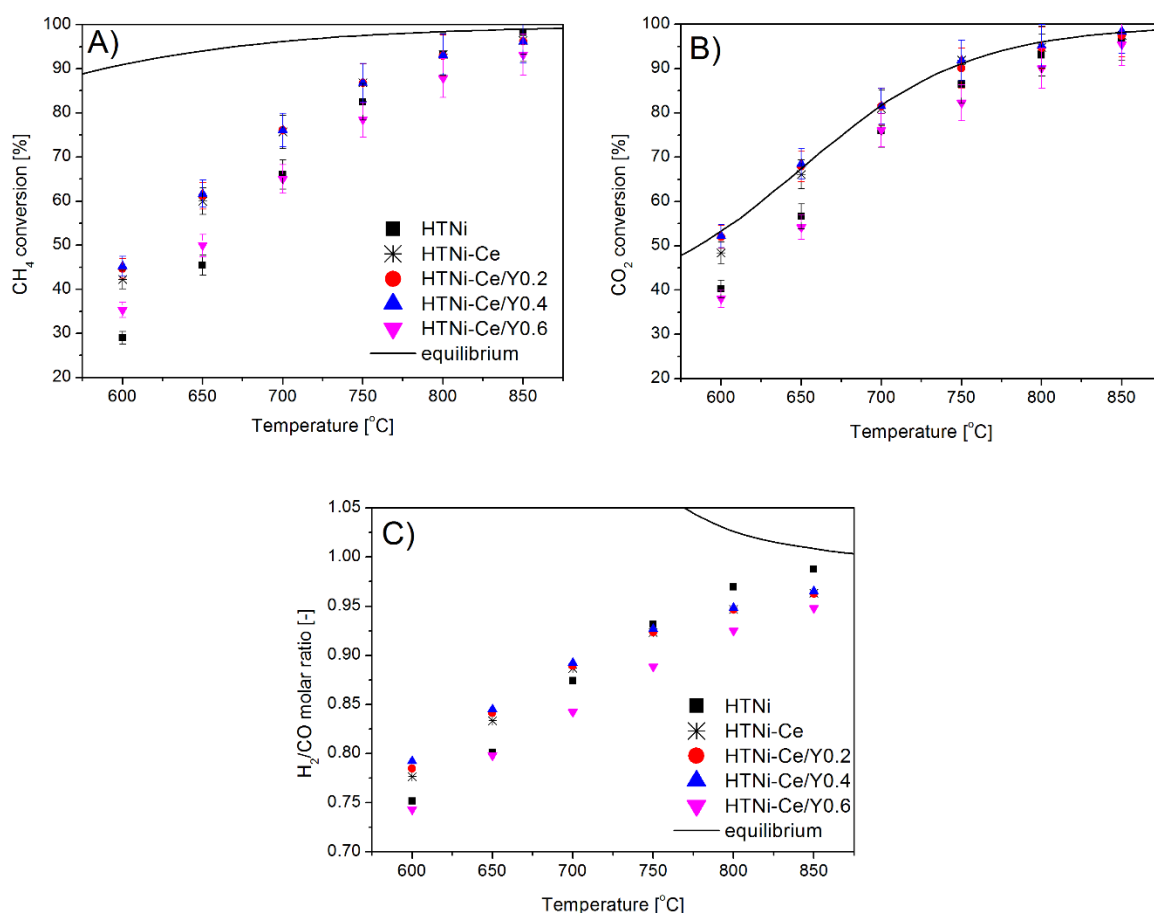 A)
CH4 conversion [%]
100
90
80
70
60
50
40
30
20
600 650 700 750 800 850
Temperature [°C]
HTNi
HTNi-Ce
HTNi-Ce/Y0.2
HTNi-Ce/Y0.4
HTNi-Ce/Y0.6
equilibrium
B)
CO2 conversion [%]
100
90
80
70
60
50
40
30
20
600 650 700 750 800 850
Temperature [°C]
C)
H2/CO molar ratio [-]
1.05
1.00
0.95
0.90
0.85
0.80
0.75
0.70
600 650 700 750 800 850
Temperature [°C]
HTNi
HTNi-Ce
HTNi-Ce/Y0.2
HTNi-Ce/Y0.4
HTNi-Ce/Y0.6
equilibrium